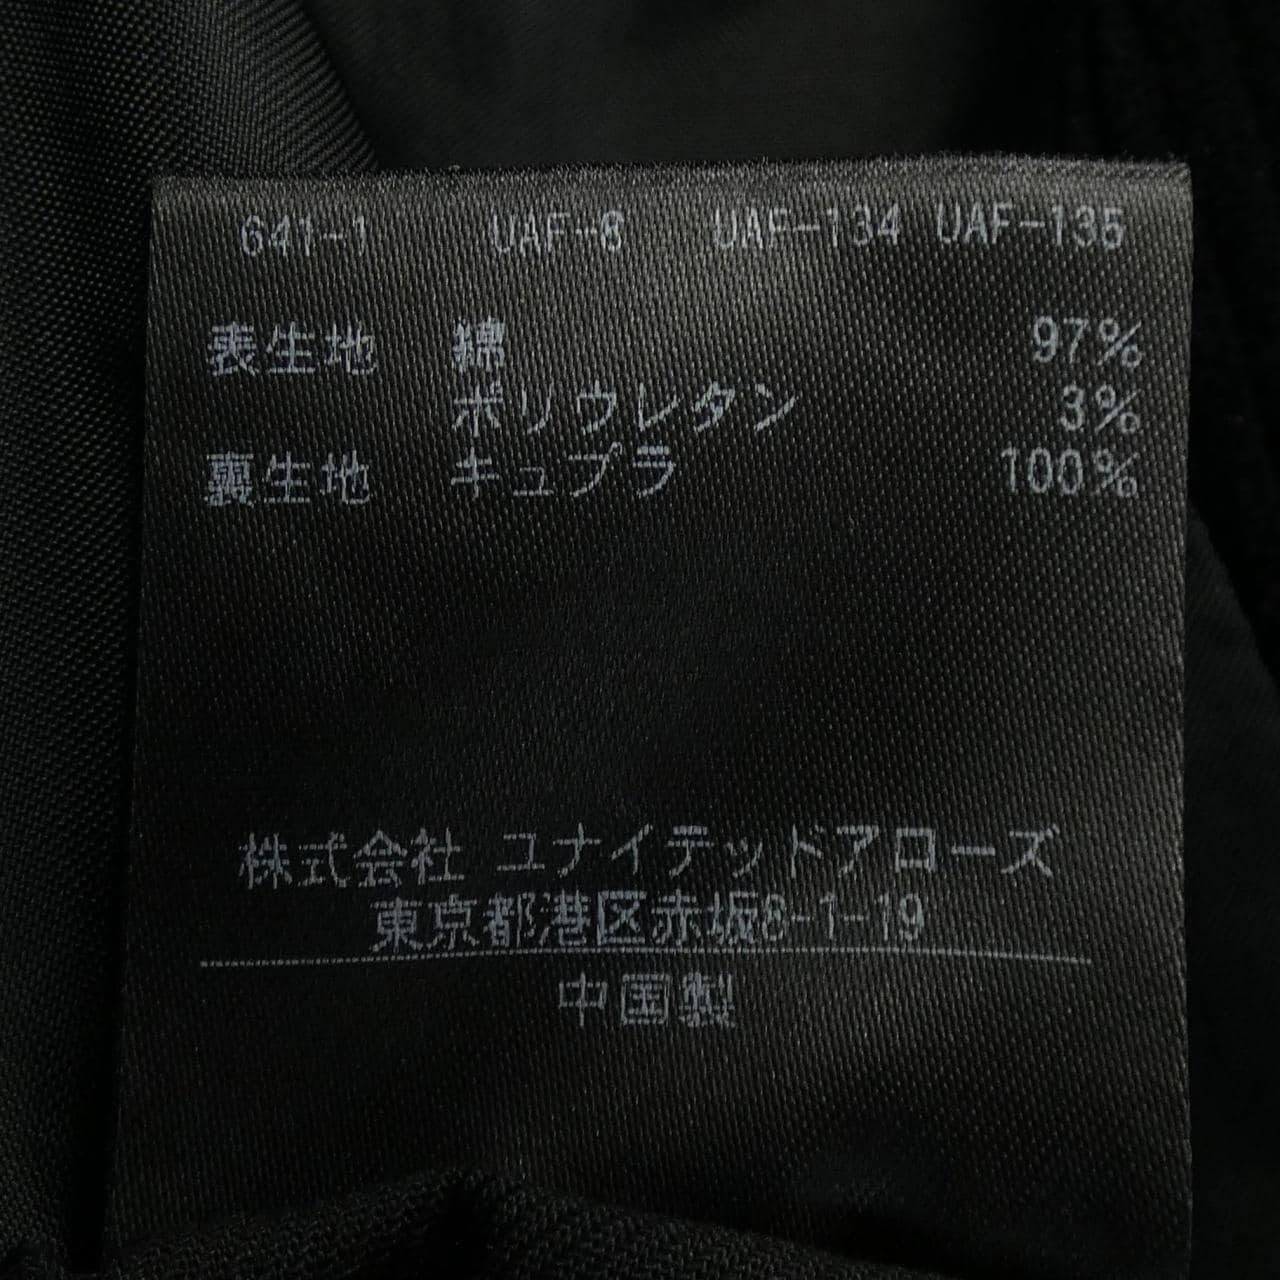 641-1 UAF-8 UAF-134 UAF-135
表生地 綿 97%
ポリウレタン 3%
裏生地 キュプラ 100%
株式会社 ユナイテッドアローズ
東京都港区赤坂8-1-19
中国製